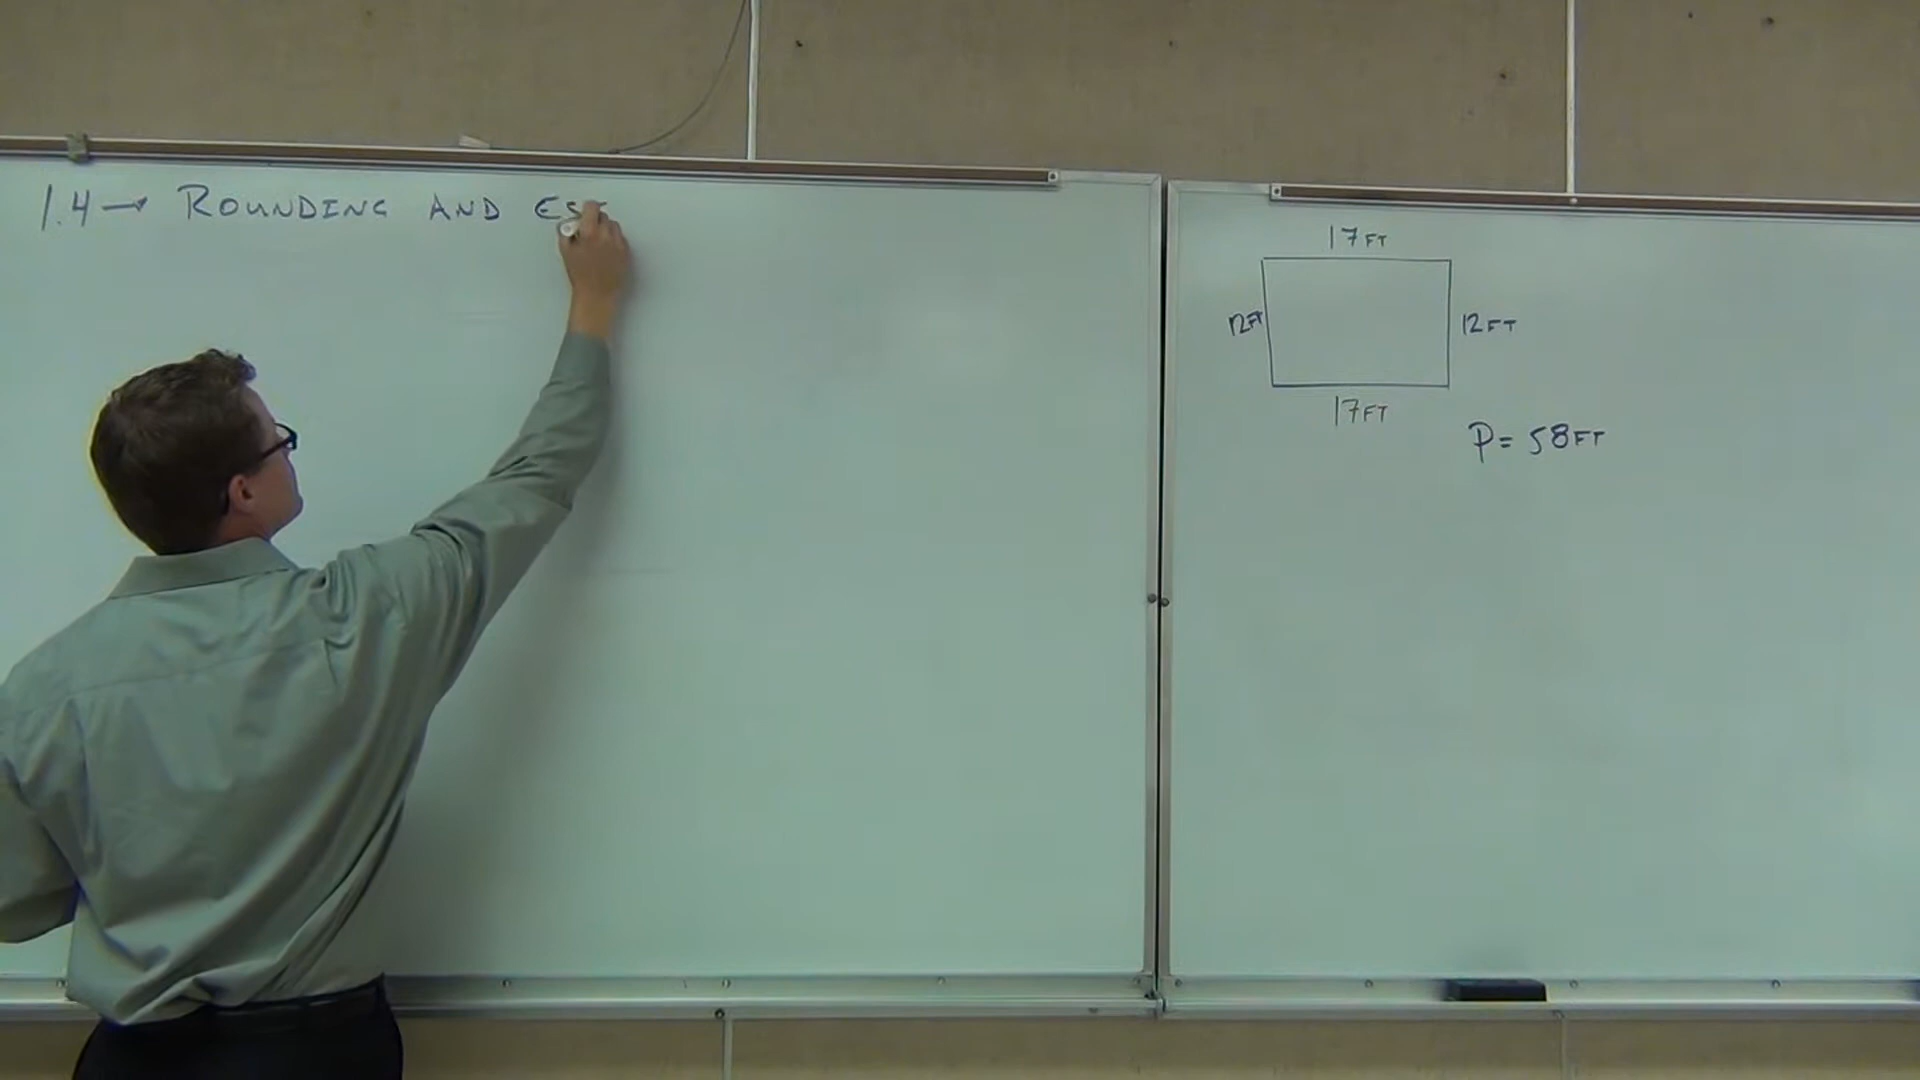 1.4 → ROUNDING AND ES
17 FT
12 FT
12 FT
17 FT
P = 58 FT